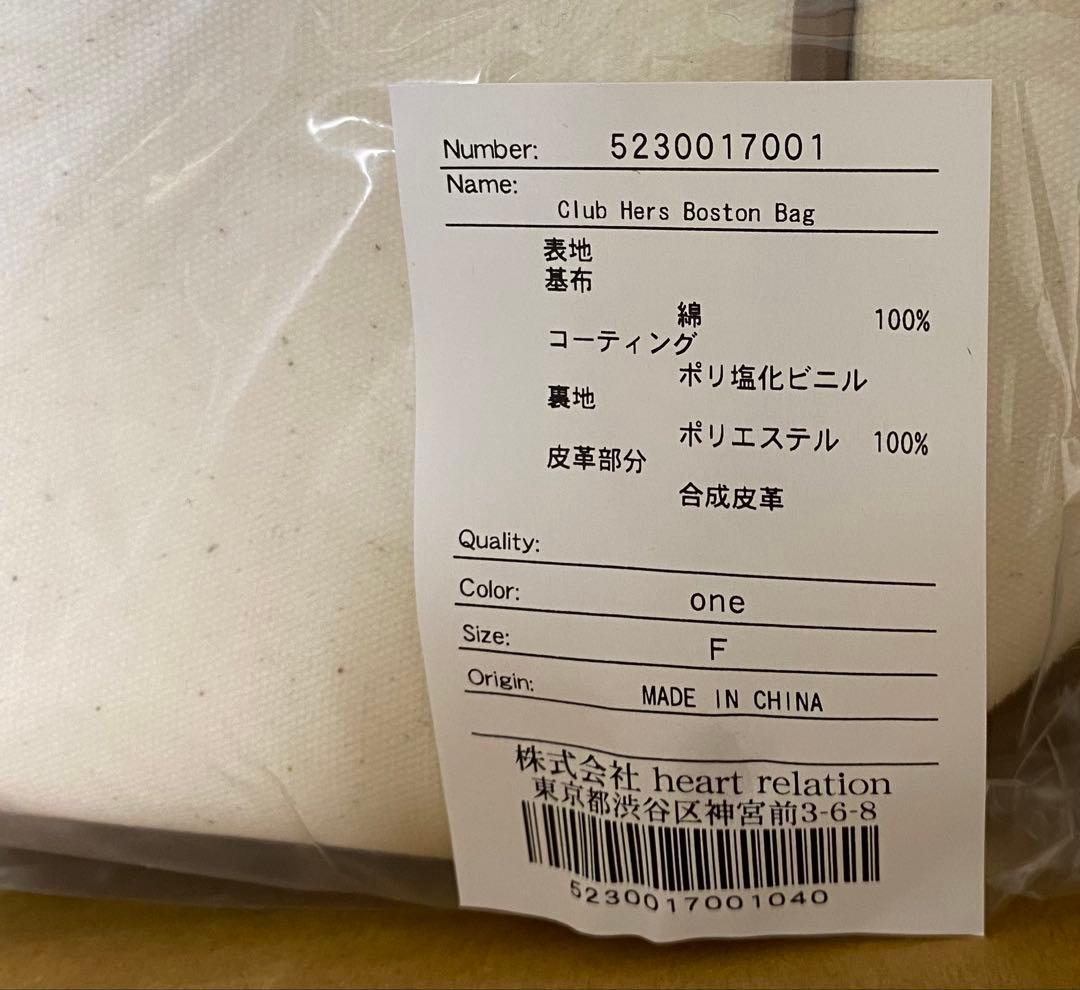 Number: 5230017001
Name:
Club Hers Boston Bag
表地
基布
綿 100%
コーティング
ポリ塩化ビニル
裏地
ポリエステル 100%
皮革部分
合成皮革
Quality:
Color: one
Size: F
Origin: MADE IN CHINA
株式会社 heart relation
東京都渋谷区神宮前3-6-8
5230017001040